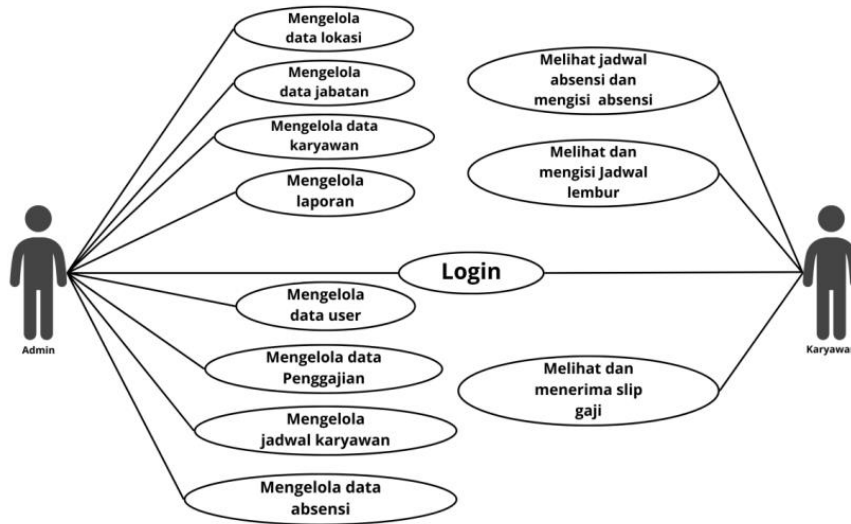 Mengelola
data lokasi
Mengelola
data jabatan
Mengelola data
karyawan
Mengelola
laporan
Melihat jadwal
absensi dan
mengisi absensi
Melihat dan
mengisi Jadwal
lembur
Login
Admin
Karyawan
Mengelola
data user
Mengelola data
Penggajian
Mengelola
jadwal karyawan
Mengelola data
absensi
Melihat dan
menerima slip
gaji